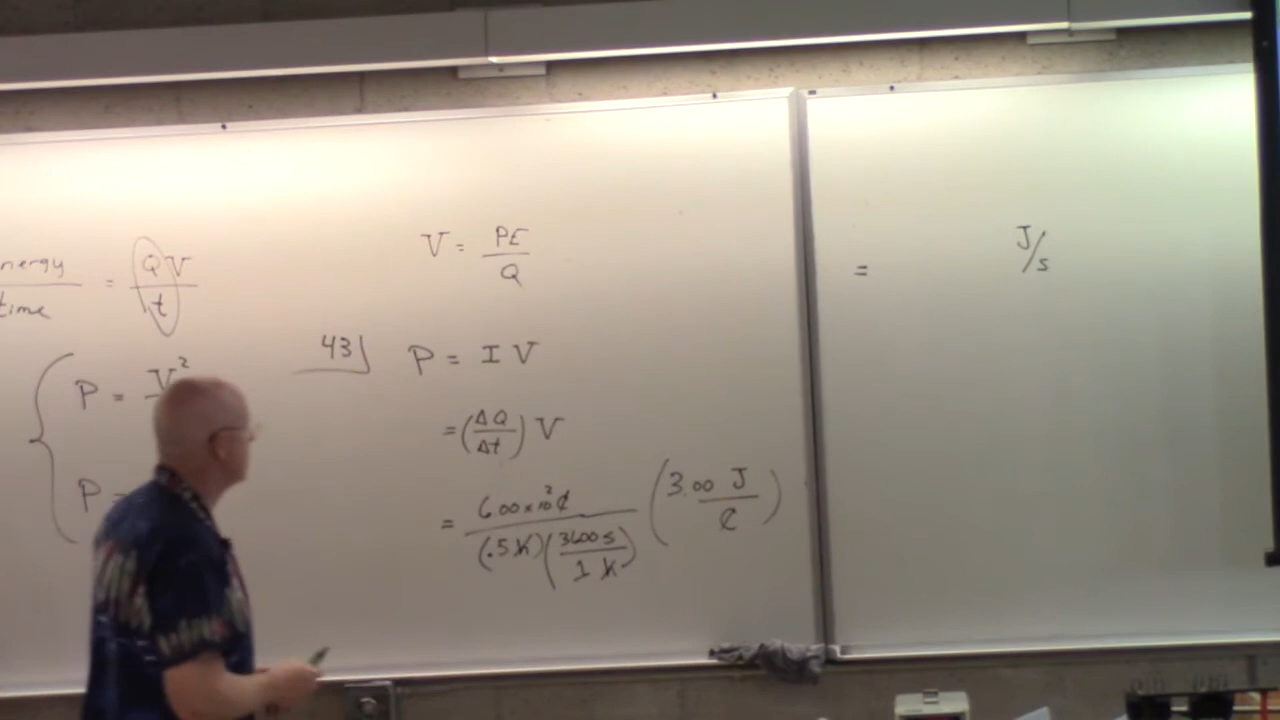 nergy / time = QV / t
P = V²
P =
V = PE / Q
43] P = I V
= (ΔQ / Δt) V
= 6.00 x 10² C / (.5 h)(3600 s / 1 h) (3.00 J / C)
= J/s